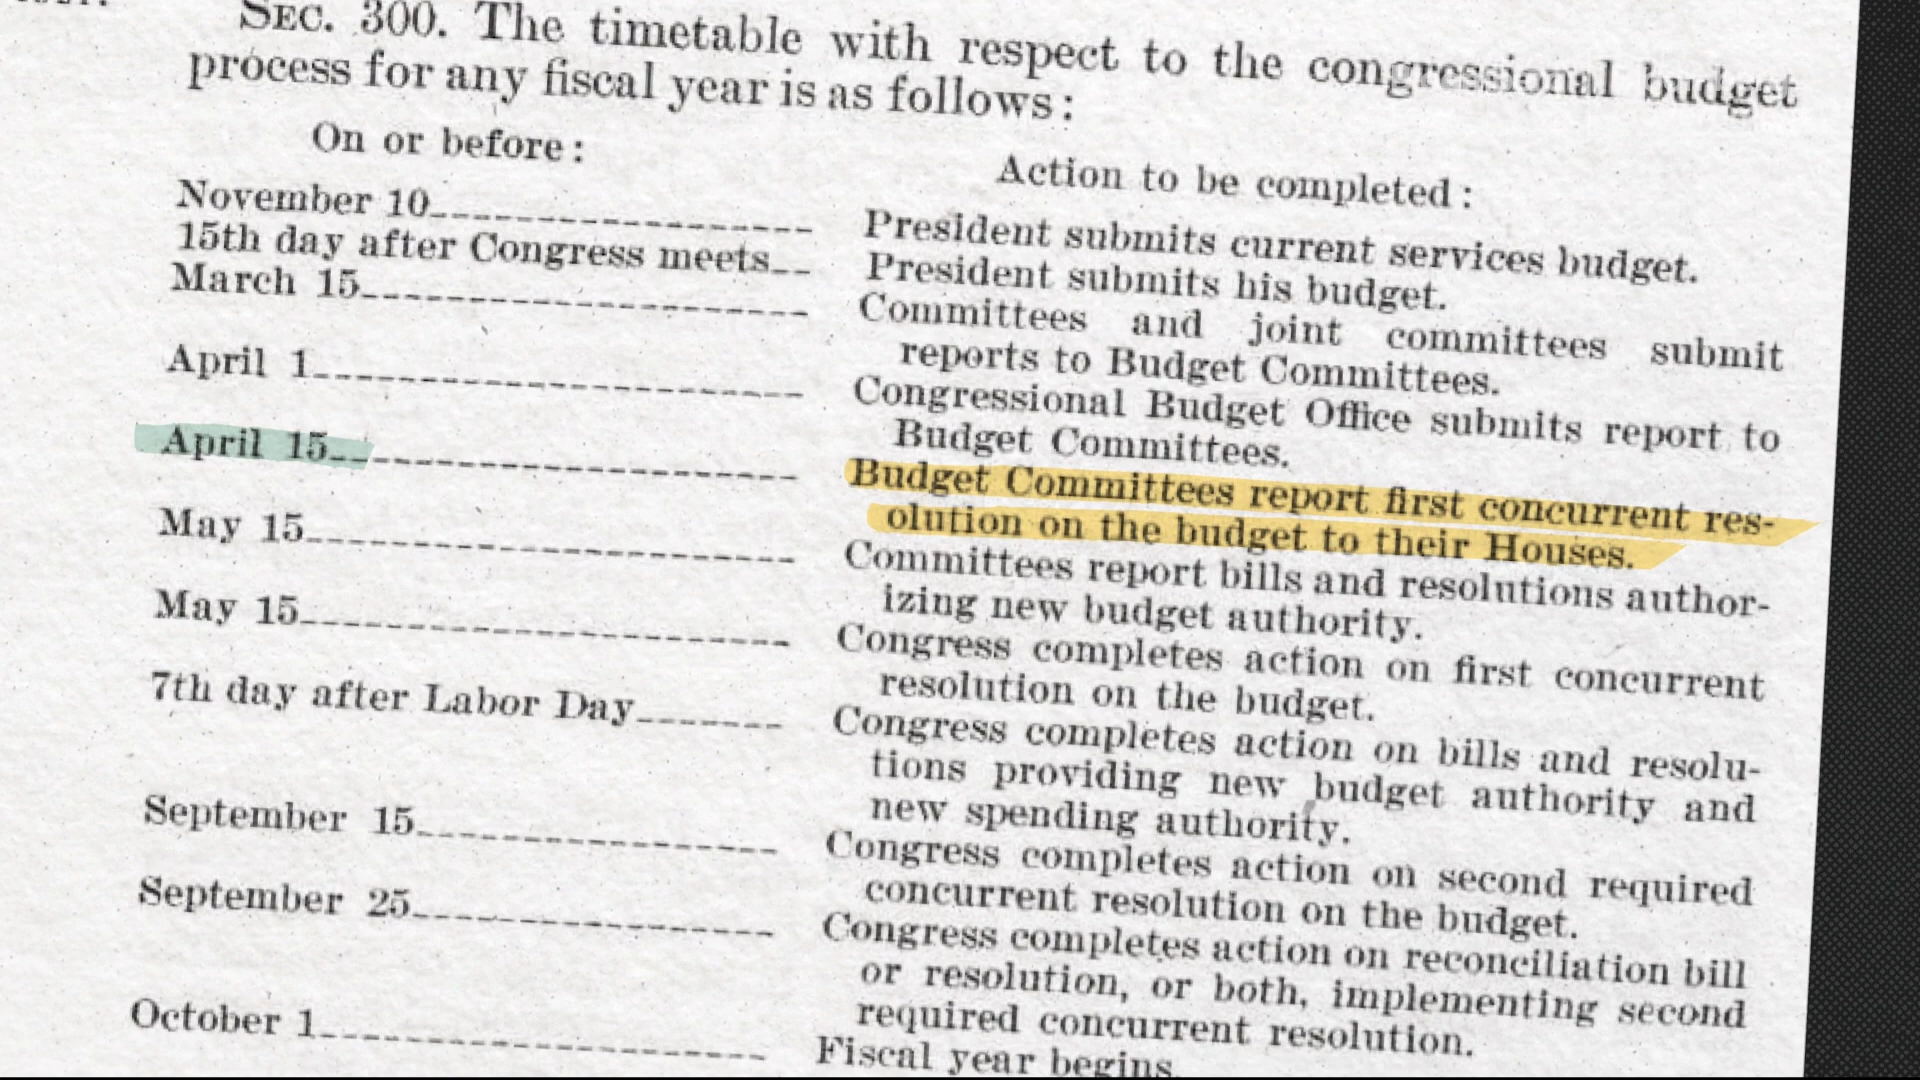 SEC. 300. The timetable with respect to the congressional budget
process for any fiscal year is as follows:
On or before:
Action to be completed:
November 10
President submits current services budget.
15th day after Congress meets
President submits his budget.
March 15
Committees and joint committees submit
reports to Budget Committees.
April 1
Congressional Budget Office submits report to
Budget Committees.
April 15
Budget Committees report first concurrent res-
olution on the budget to their Houses.
May 15
Committees report bills and resolutions author-
izing new budget authority.
May 15
Congress completes action on first concurrent
resolution on the budget.
7th day after Labor Day
Congress completes action on bills and resolu-
tions providing new budget authority and
new spending authority.
September 15
Congress completes action on second required
concurrent resolution on the budget.
September 25
Congress completes action on reconciliation bill
or resolution, or both, implementing second
required concurrent resolution.
October 1
Fiscal year begins.